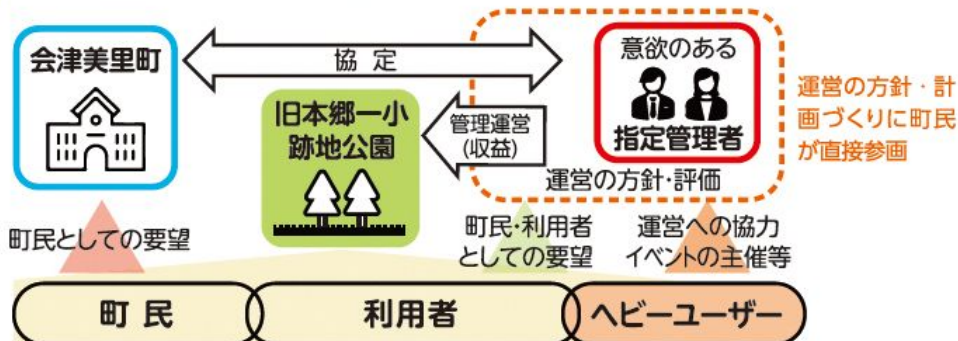 会津美里町
協 定
意欲のある
指定管理者
旧本郷一小
跡地公園
管理運営
(収益)
運営の方針・評価
運営の方針・計
画づくりに町民
が直接参画
町民としての要望
町民・利用者
としての要望
運営への協力
イベントの主催等
町 民
利用者
ヘビーユーザー